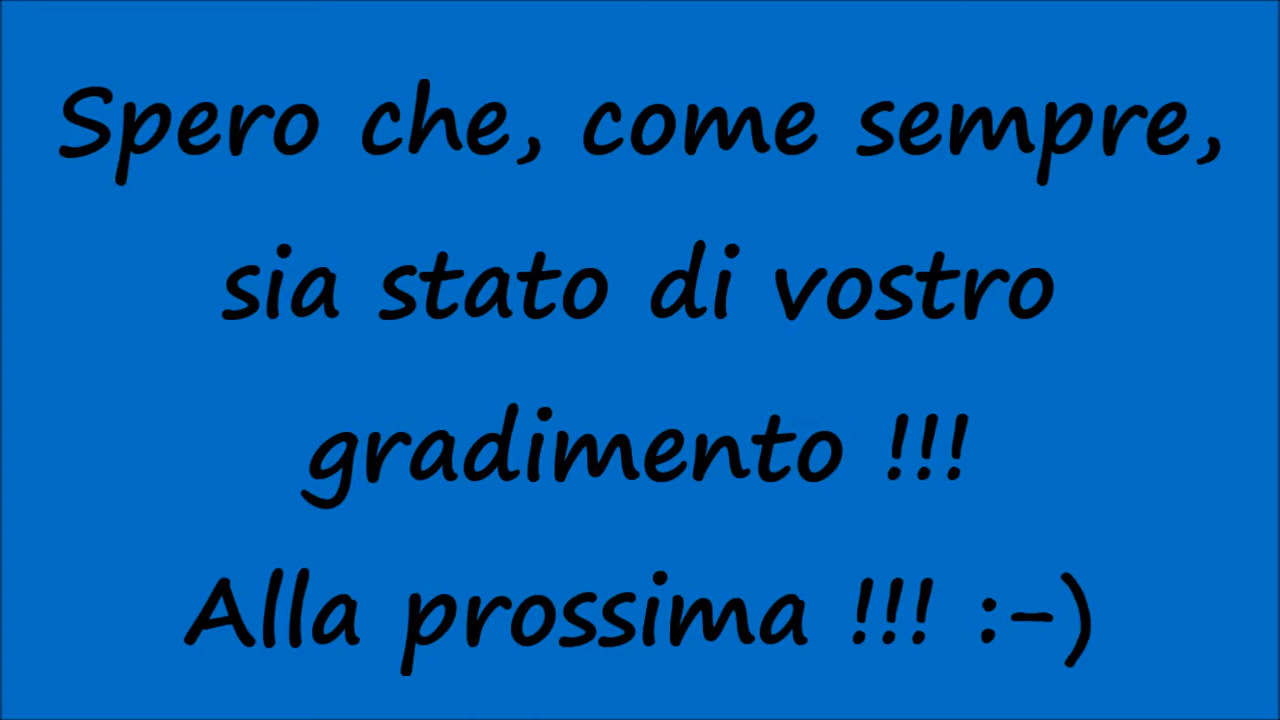 Spero che, come sempre,
sia stato di vostro
gradimento !!!
Alla prossima !!! :-)